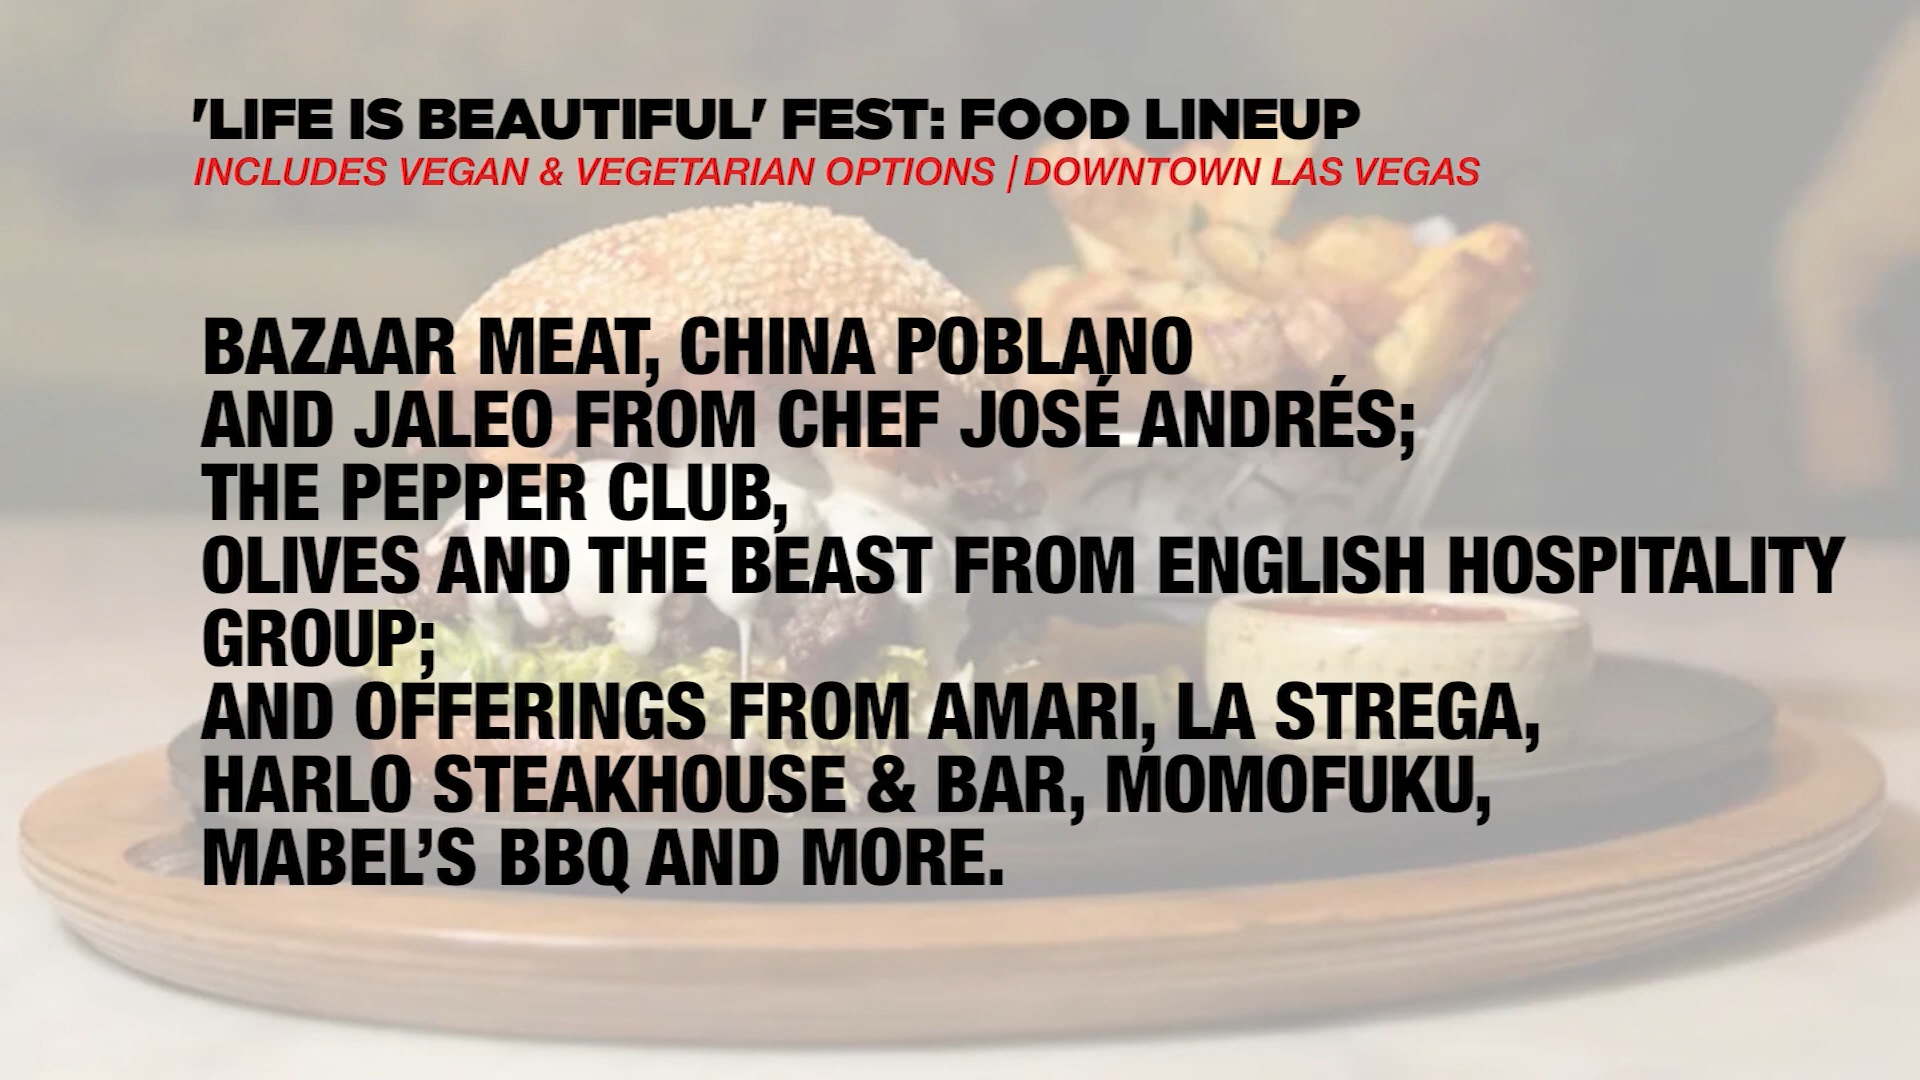 'LIFE IS BEAUTIFUL' FEST: FOOD LINEUP
INCLUDES VEGAN & VEGETARIAN OPTIONS | DOWNTOWN LAS VEGAS
BAZAAR MEAT, CHINA POBLANO
AND JALEO FROM CHEF JOSÉ ANDRÉS;
THE PEPPER CLUB,
OLIVES AND THE BEAST FROM ENGLISH HOSPITALITY
GROUP;
AND OFFERINGS FROM AMARI, LA STREGA,
HARLO STEAKHOUSE & BAR, MOMOFUKU,
MABEL’S BBQ AND MORE.